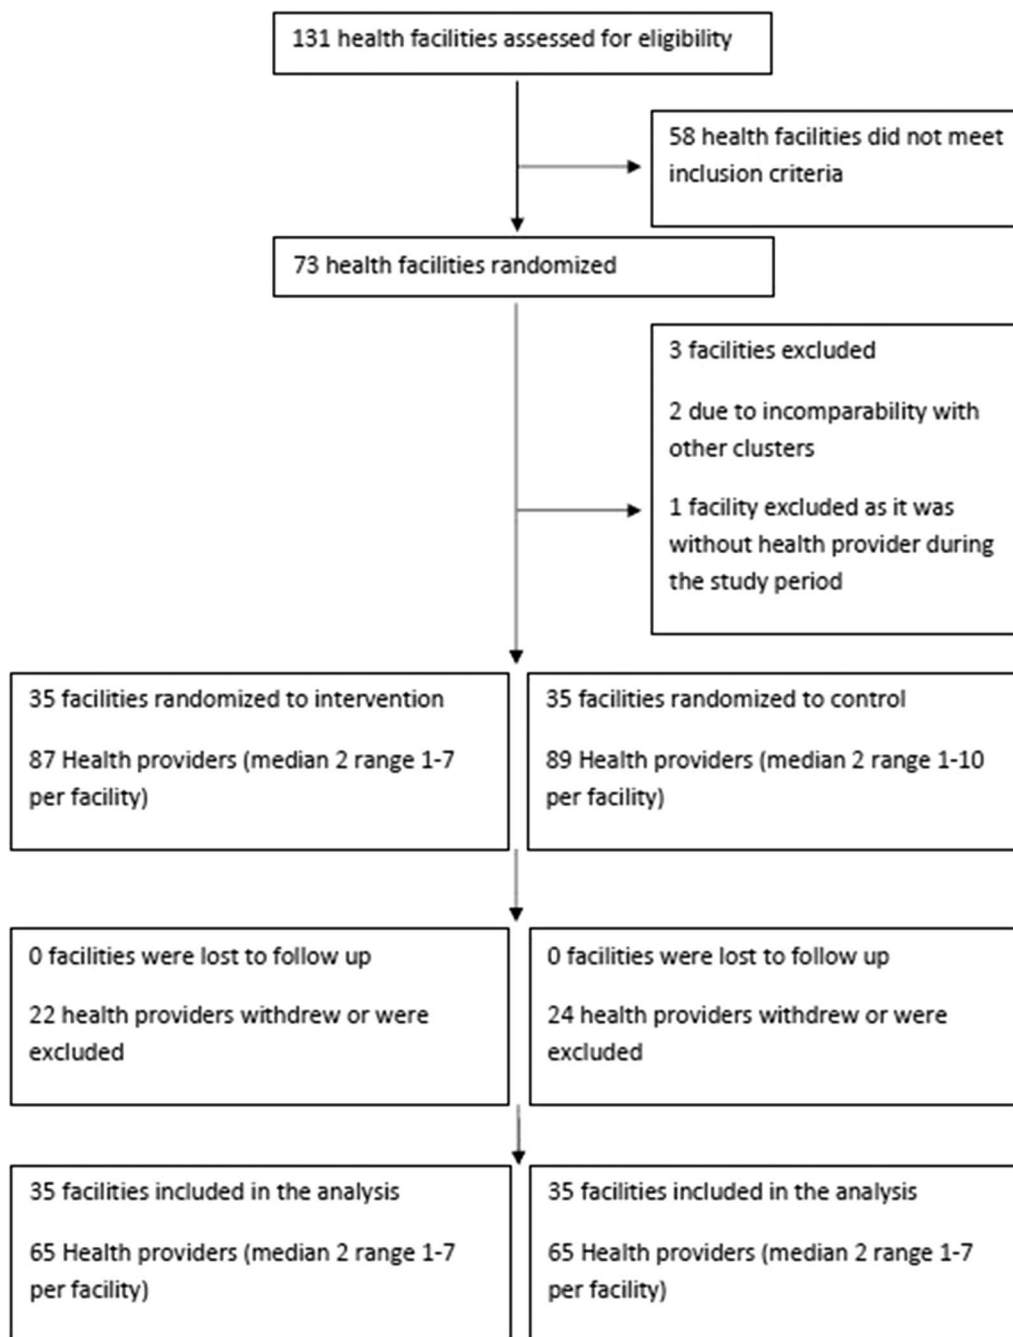 131 health facilities assessed for eligibility
58 health facilities did not meet
inclusion criteria
73 health facilities randomized
3 facilities excluded
2 due to incomparability with
other clusters
1 facility excluded as it was
without health provider during
the study period
35 facilities randomized to intervention
87 Health providers (median 2 range 1-7
per facility)
35 facilities randomized to control
89 Health providers (median 2 range 1-10
per facility)
0 facilities were lost to follow up
22 health providers withdrew or were
excluded
0 facilities were lost to follow up
24 health providers withdrew or were
excluded
35 facilities included in the analysis
65 Health providers (median 2 range 1-7
per facility)
35 facilities included in the analysis
65 Health providers (median 2 range 1-7
per facility)